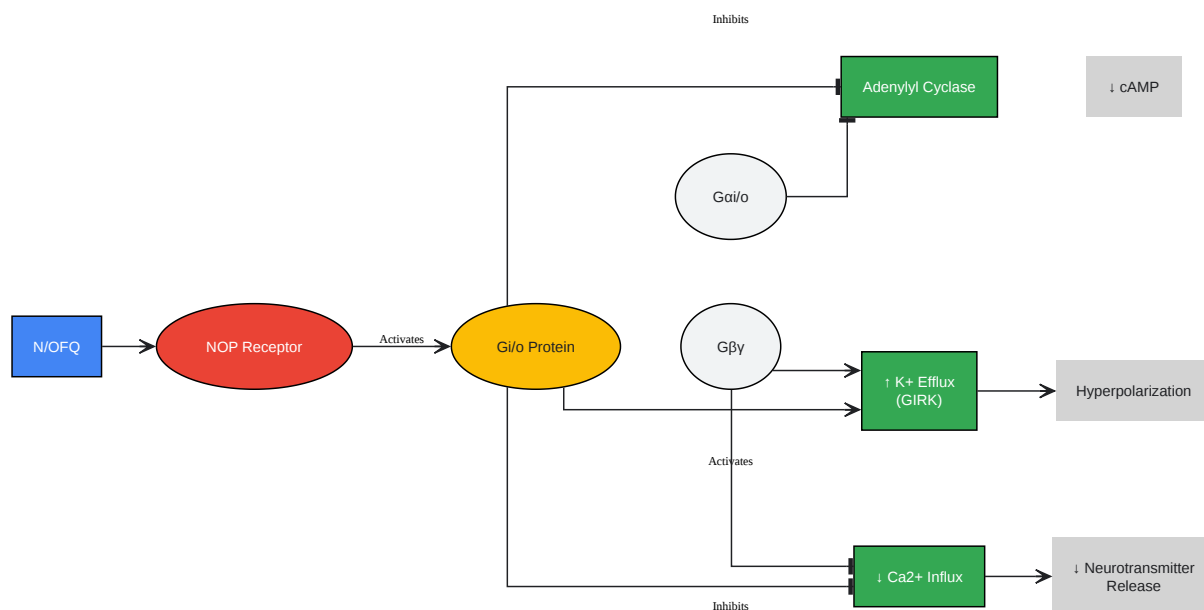 Inhibits
Adenylyl Cyclase
↓ cAMP
Gαi/o
N/OFQ
NOP Receptor
Activates
Gi/o Protein
Gβγ
↑ K+ Efflux
(GIRK)
Hyperpolarization
Activates
↓ Ca2+ Influx
↓ Neurotransmitter
Release
Inhibits